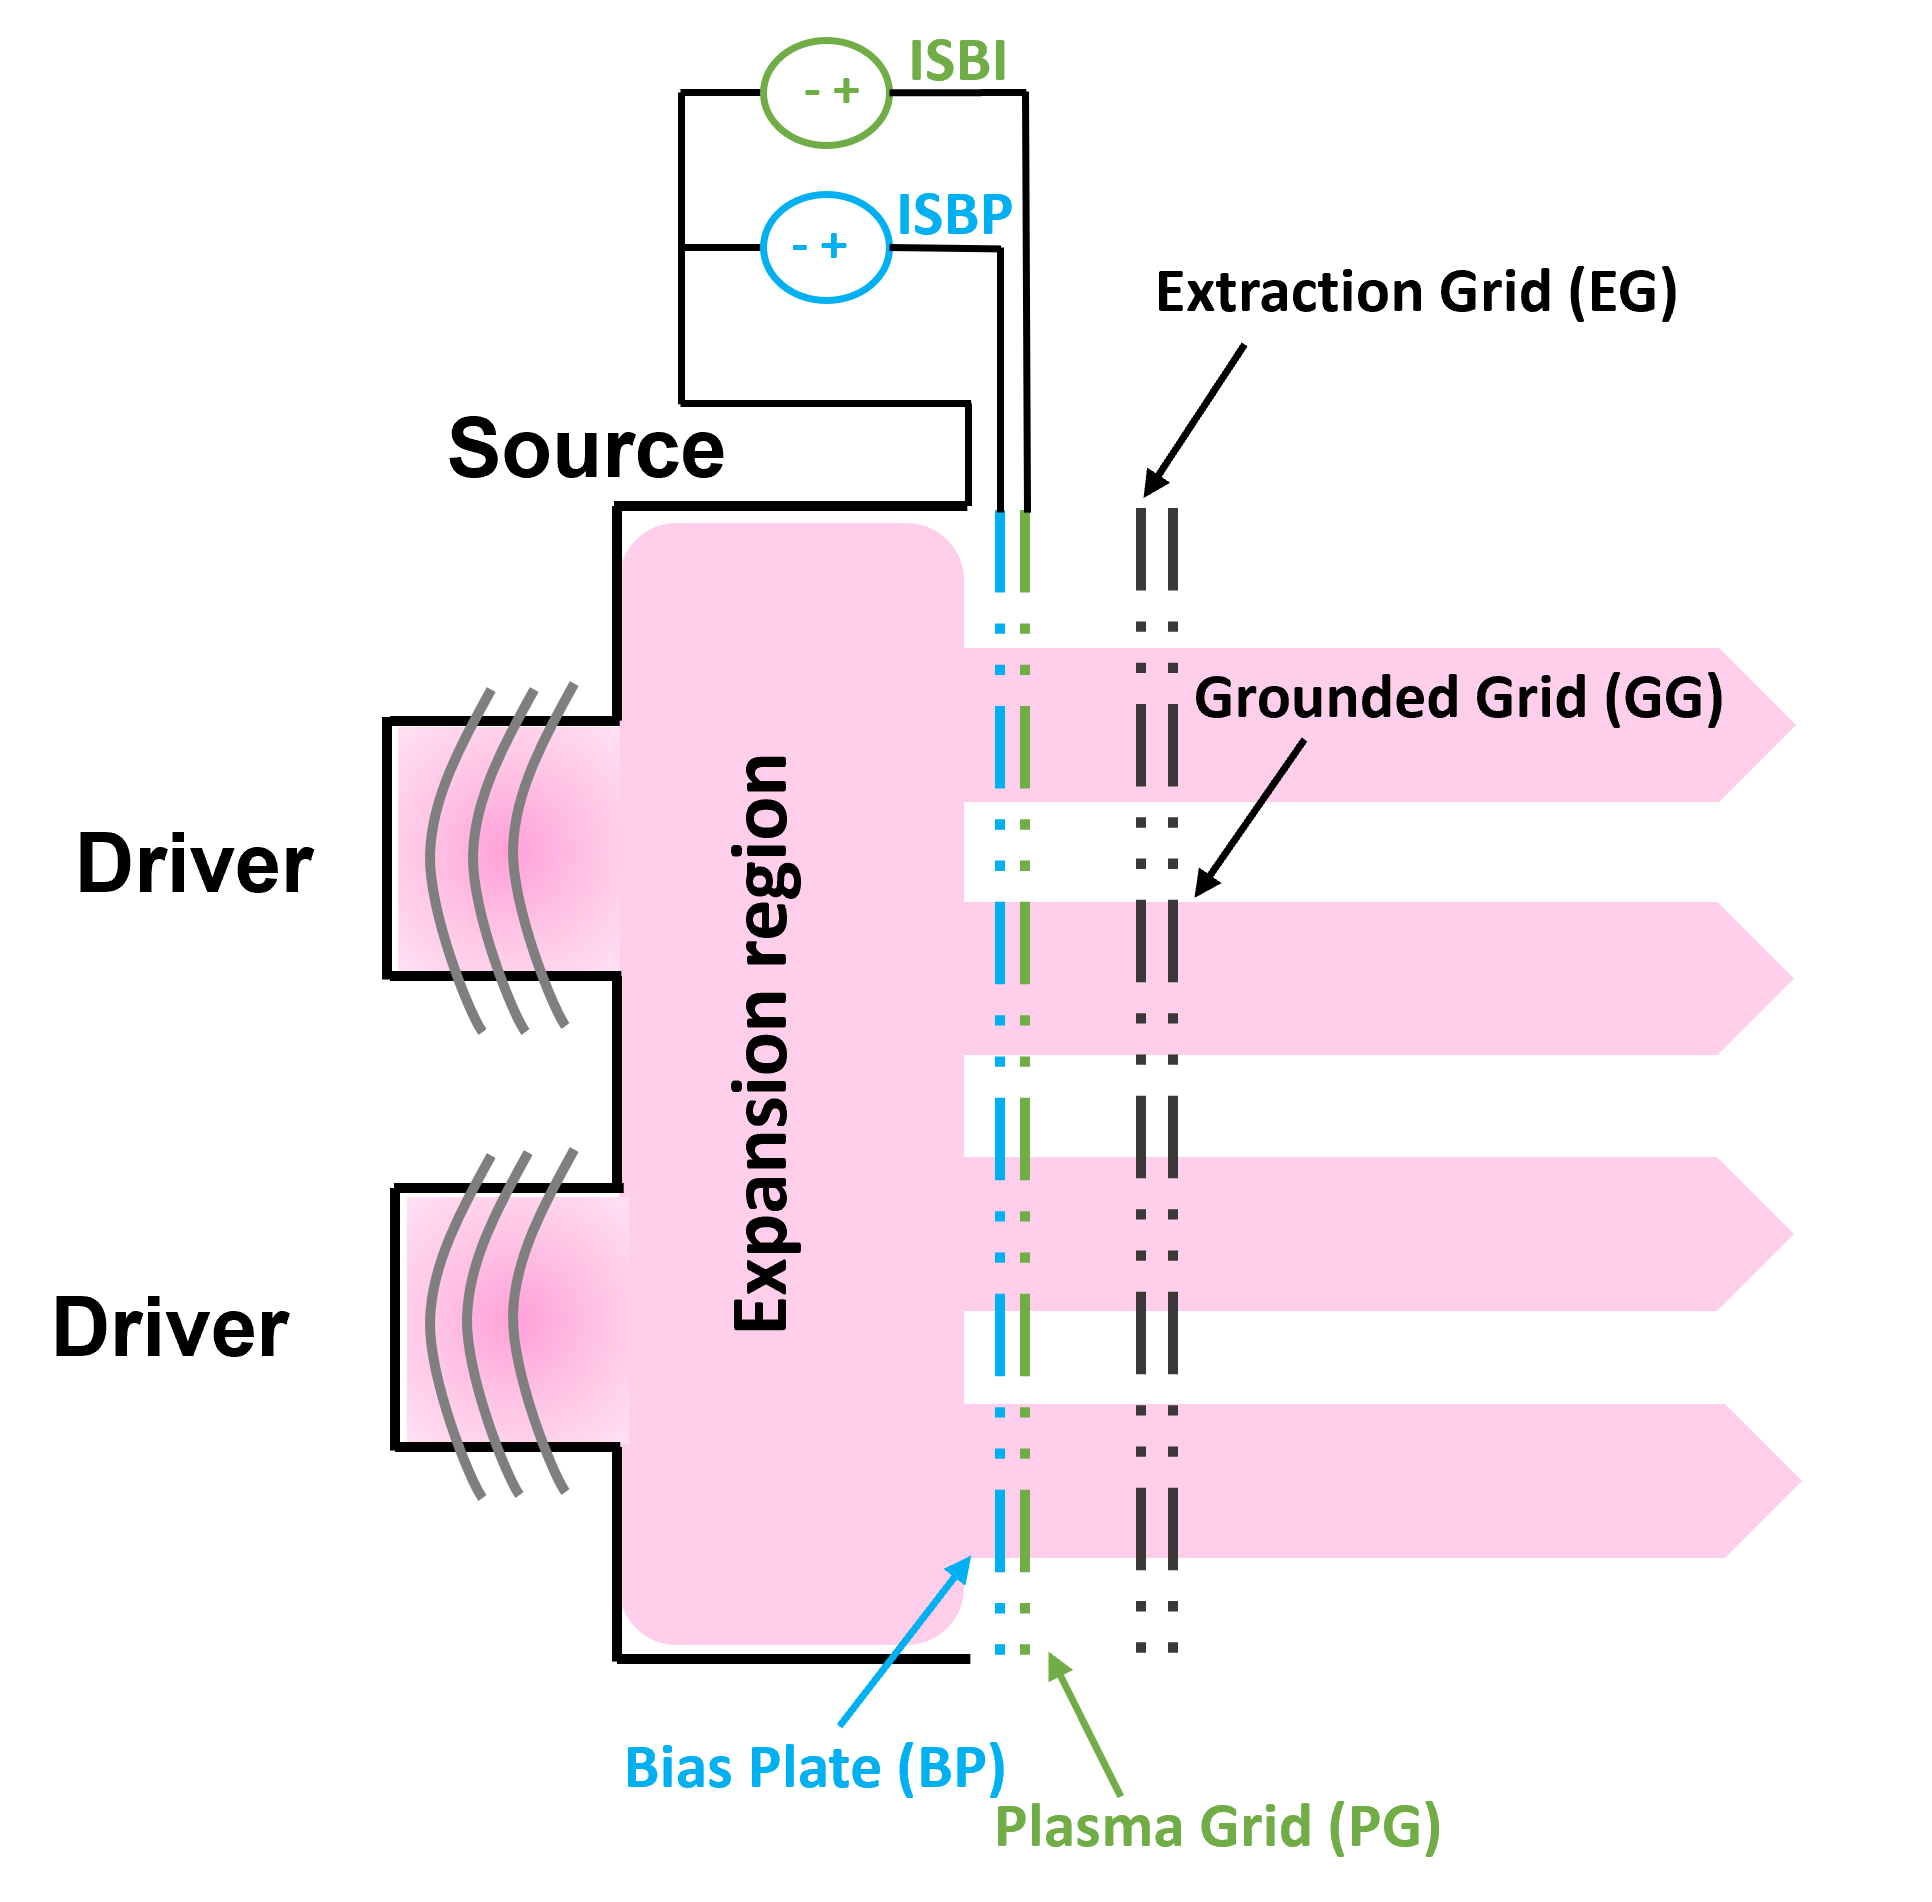 ISBI
- +
ISBP
- +
Extraction Grid (EG)
Source
Grounded Grid (GG)
Driver
Expansion region
Driver
Bias Plate (BP)
Plasma Grid (PG)